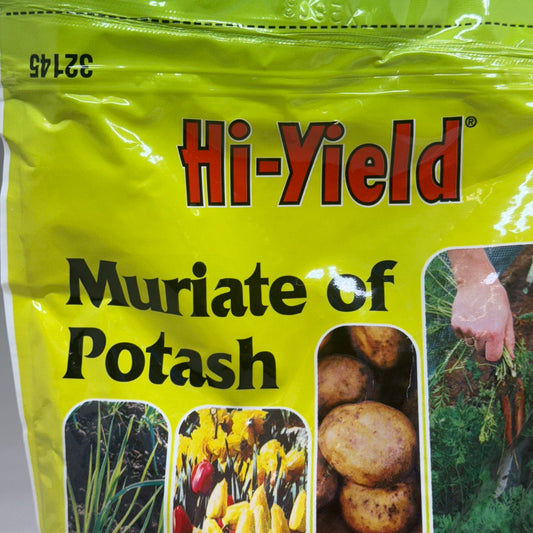 32145
Hi-Yield®
Muriate of
Potash